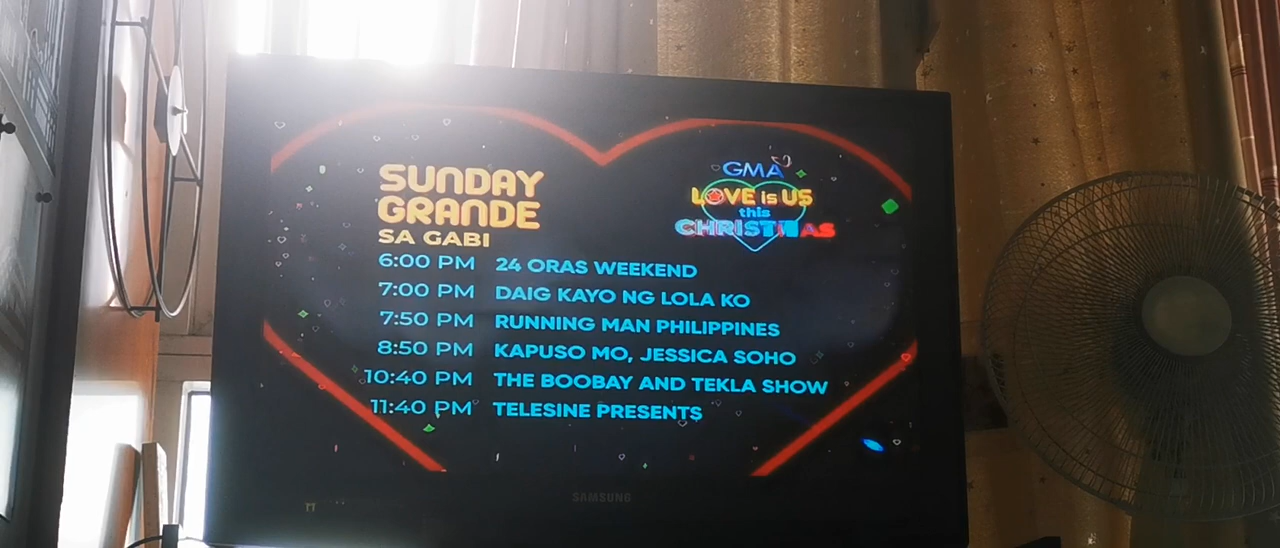 SUNDAY
GRANDE
SA GABI
GMA
LOVE is US
this
CHRISTMAS
6:00 PM 24 ORAS WEEKEND
7:00 PM DAIG KAYO NG LOLA KO
7:50 PM RUNNING MAN PHILIPPINES
8:50 PM KAPUSO MO, JESSICA SOHO
10:40 PM THE BOOBAY AND TEKLA SHOW
11:40 PM TELESINE PRESENTS
SAMSUNG